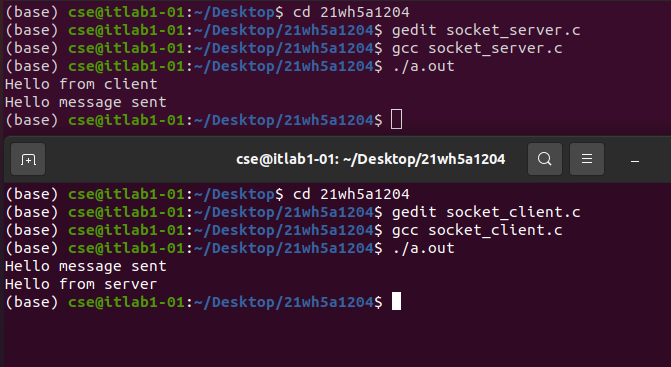 (base) cse@itlab1-01:~/Desktop$ cd 21wh5a1204
(base) cse@itlab1-01:~/Desktop/21wh5a1204$ gedit socket_server.c
(base) cse@itlab1-01:~/Desktop/21wh5a1204$ gcc socket_server.c
(base) cse@itlab1-01:~/Desktop/21wh5a1204$ ./a.out
Hello from client
Hello message sent
(base) cse@itlab1-01:~/Desktop/21wh5a1204$
cse@itlab1-01: ~/Desktop/21wh5a1204
(base) cse@itlab1-01:~/Desktop$ cd 21wh5a1204
(base) cse@itlab1-01:~/Desktop/21wh5a1204$ gedit socket_client.c
(base) cse@itlab1-01:~/Desktop/21wh5a1204$ gcc socket_client.c
(base) cse@itlab1-01:~/Desktop/21wh5a1204$ ./a.out
Hello message sent
Hello from server
(base) cse@itlab1-01:~/Desktop/21wh5a1204$